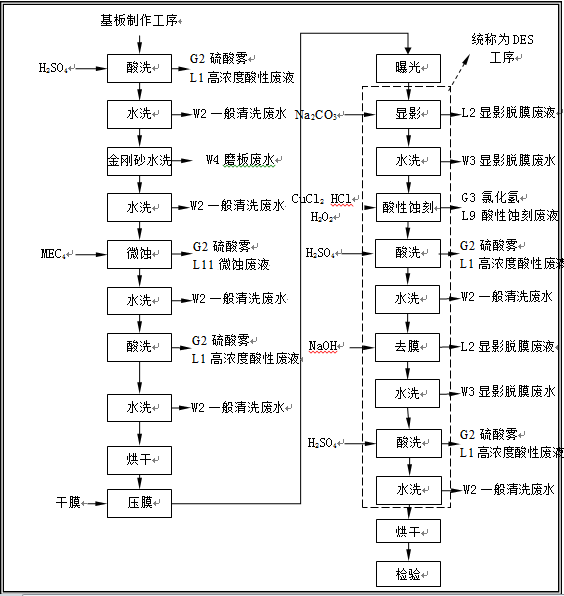 基板制作工序
H₂SO₄
酸洗
G2 硫酸雾
L1 高浓度酸性废液
水洗
W2 一般清洗废水
金刚砂水洗
W4 磨板废水
水洗
W2 一般清洗废水
MEC₄
微蚀
G2 硫酸雾
L11 微蚀废液
水洗
W2 一般清洗废水
酸洗
G2 硫酸雾
L1 高浓度酸性废液
水洗
W2 一般清洗废水
烘干
干膜
压膜
统称为 DES
工序
曝光
Na₂CO₃
显影
L2 显影脱膜废液
水洗
W3 显影脱膜废水
CuCl₂ HCl
H₂O₂
酸性蚀刻
G3 氯化氢
L9 酸性蚀刻废液
H₂SO₄
酸洗
G2 硫酸雾
L1 高浓度酸性废液
水洗
W2 一般清洗废水
NaOH
去膜
L2 显影脱膜废液
水洗
W3 显影脱膜废水
H₂SO₄
酸洗
G2 硫酸雾
L1 高浓度酸性废液
水洗
W2 一般清洗废水
烘干
检验